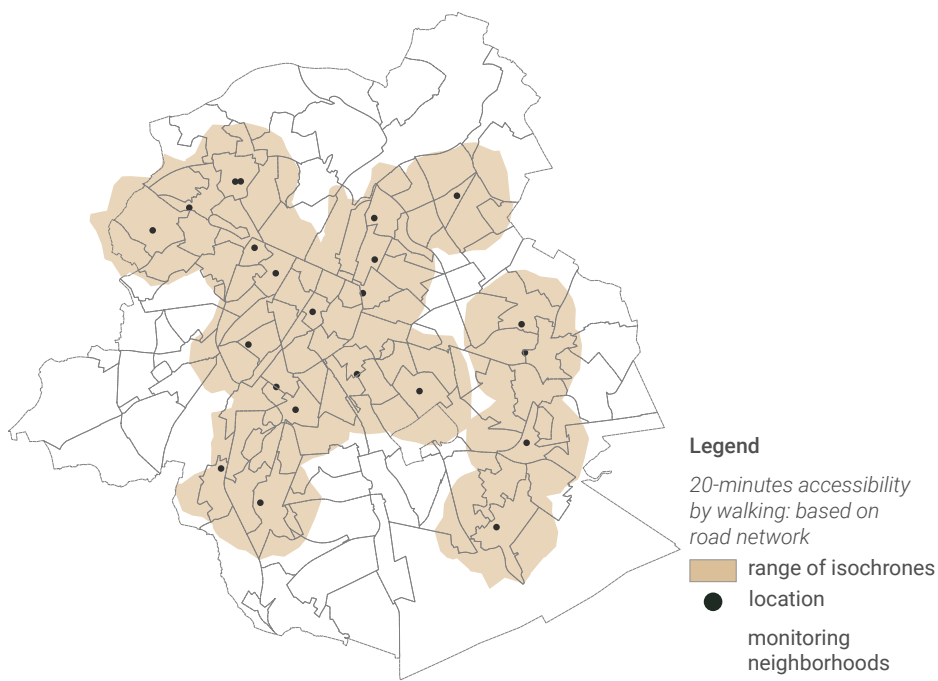 Legend
20-minutes accessibility
by walking: based on
road network
range of isochrones
location
monitoring
neighborhoods